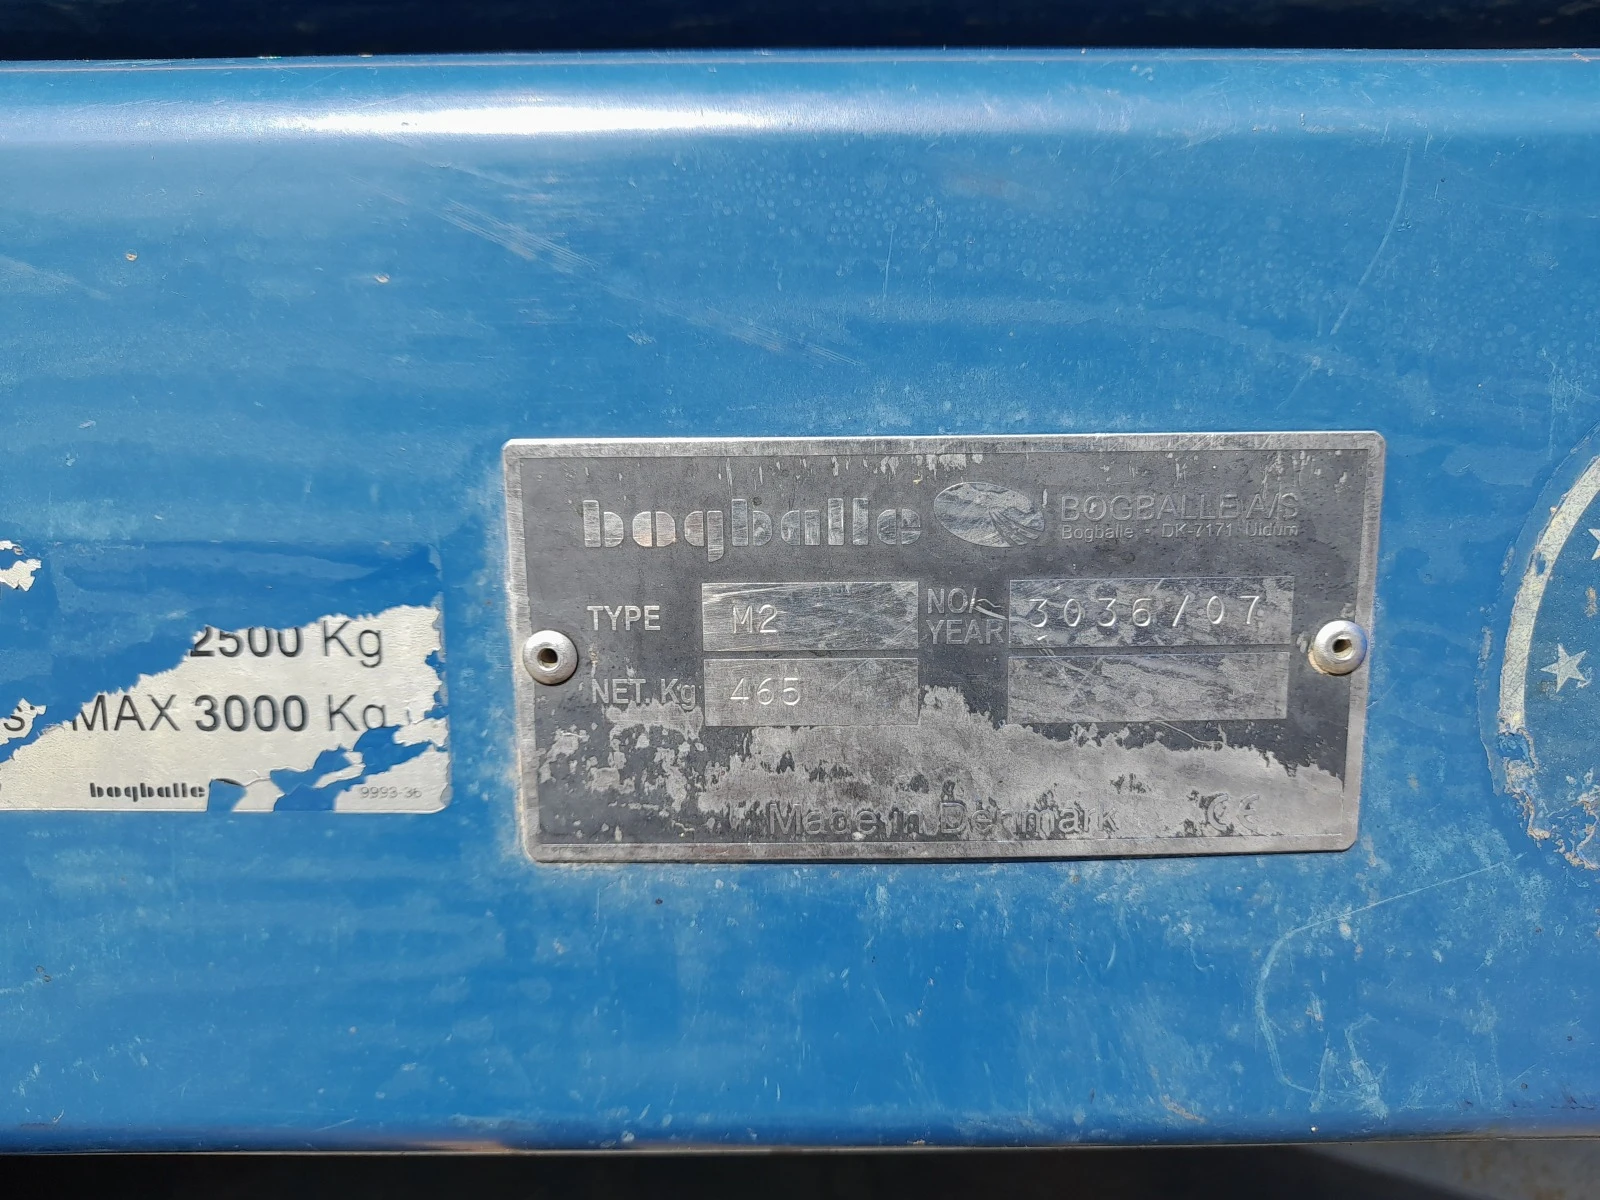 bogballe BOGBALLE A/S
Bogballe • DK-7171 Uldum
TYPE M2 NO/ YEAR 3036/07
NET. Kg 465
Made in Denmark CE
2500 Kg
MAX 3000 Kg
bogballe 9993-36